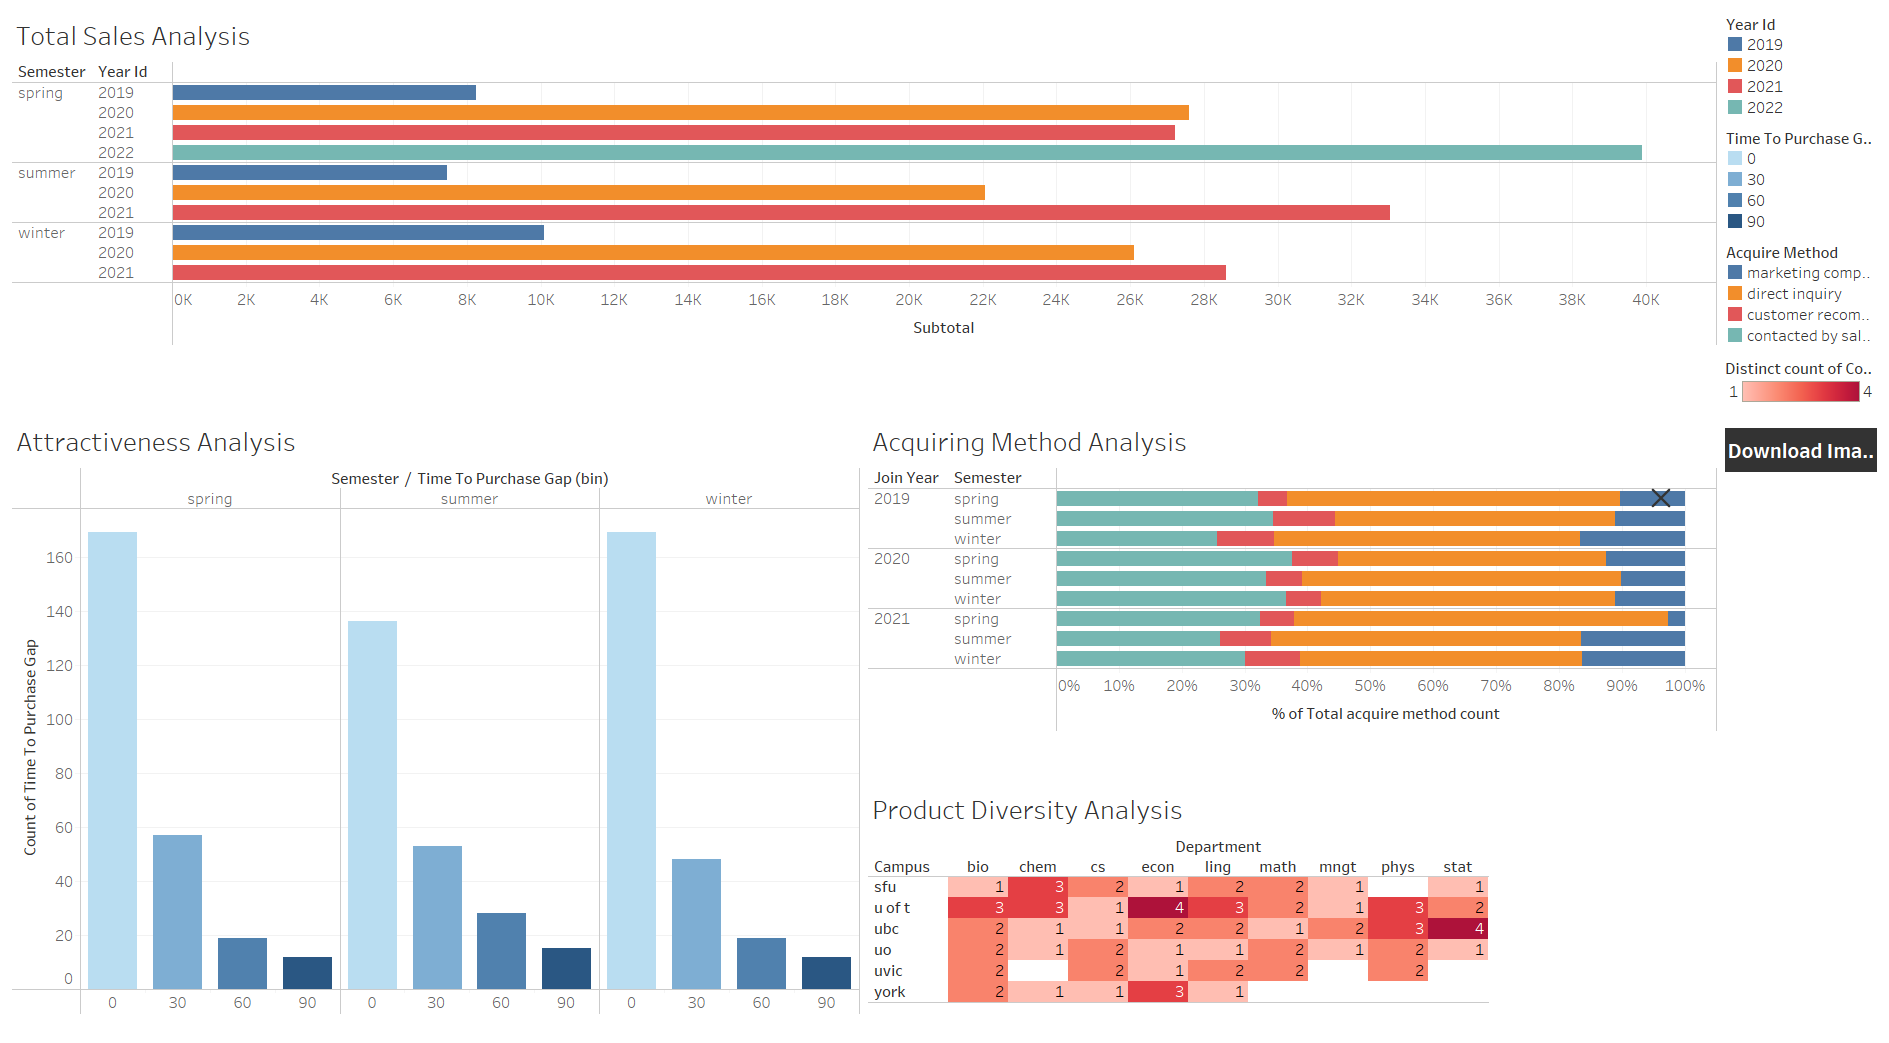 Total Sales Analysis
Semester Year Id
spring 2019
2020
2021
2022
summer 2019
2020
2021
winter 2019
2020
2021
0K 2K 4K 6K 8K 10K 12K 14K 16K 18K 20K 22K 24K 26K 28K 30K 32K 34K 36K 38K 40K
Subtotal
Year Id
2019
2020
2021
2022
Time To Purchase G..
0
30
60
90
Acquire Method
marketing comp..
direct inquiry
customer recom..
contacted by sal..
Distinct count of Co..
1 4
Download Ima..
Attractiveness Analysis
Semester / Time To Purchase Gap (bin)
spring summer winter
Count of Time To Purchase Gap
160
140
120
100
80
60
40
20
0
0 30 60 90 0 30 60 90 0 30 60 90
Acquiring Method Analysis
Join Year Semester
2019 spring
summer
winter
2020 spring
summer
winter
2021 spring
summer
winter
0% 10% 20% 30% 40% 50% 60% 70% 80% 90% 100%
% of Total acquire method count
Product Diversity Analysis
Department
Campus bio chem cs econ ling math mngt phys stat
sfu 1 3 2 1 2 2 1 1
u of t 3 3 1 4 3 2 1 3 2
ubc 2 1 1 2 2 1 2 3 4
uo 2 1 2 1 1 2 1 2 1
uvic 2 2 1 2 2 2
york 2 1 1 3 1